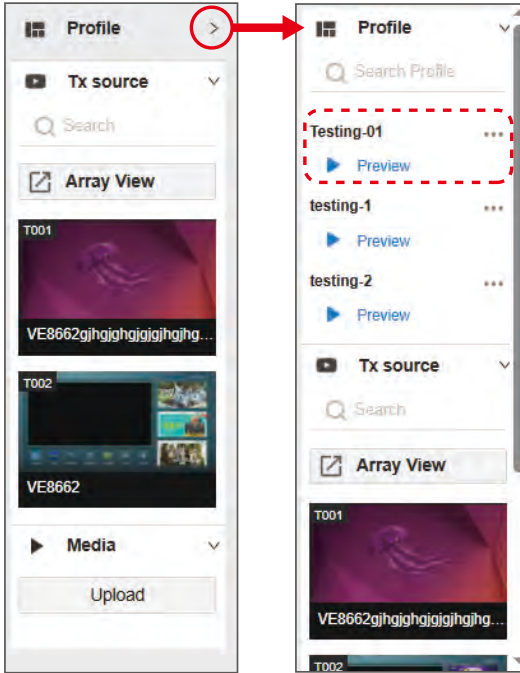 Profile
Tx source
Search
Array View
T001
VE8662gjhgjghgjgjgjhgjhg...
T002
VE8662
Media
Upload
Profile
Search Profile
Testing-01
Preview
testing-1
Preview
testing-2
Preview
Tx source
Search
Array View
T001
VE8662gjhgjghgjgjgjhgjhg...
T002